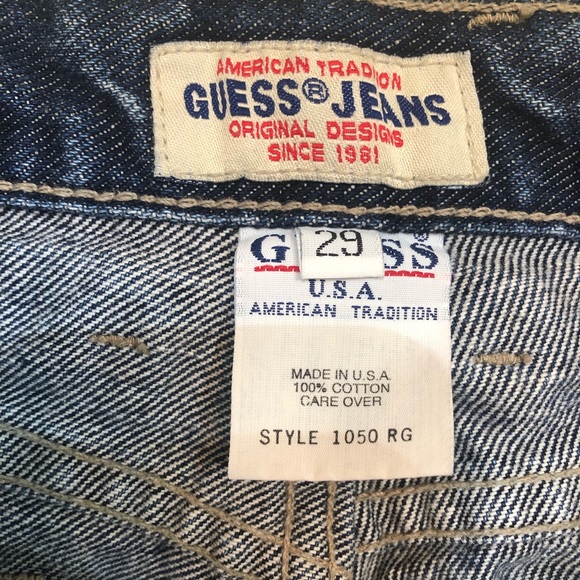 AMERICAN TRADITION
GUESS® JEANS
ORIGINAL DESIGNS
SINCE 1981
29
G SS®
U.S.A.
AMERICAN TRADITION
MADE IN U.S.A.
100% COTTON
CARE OVER
STYLE 1050 RG